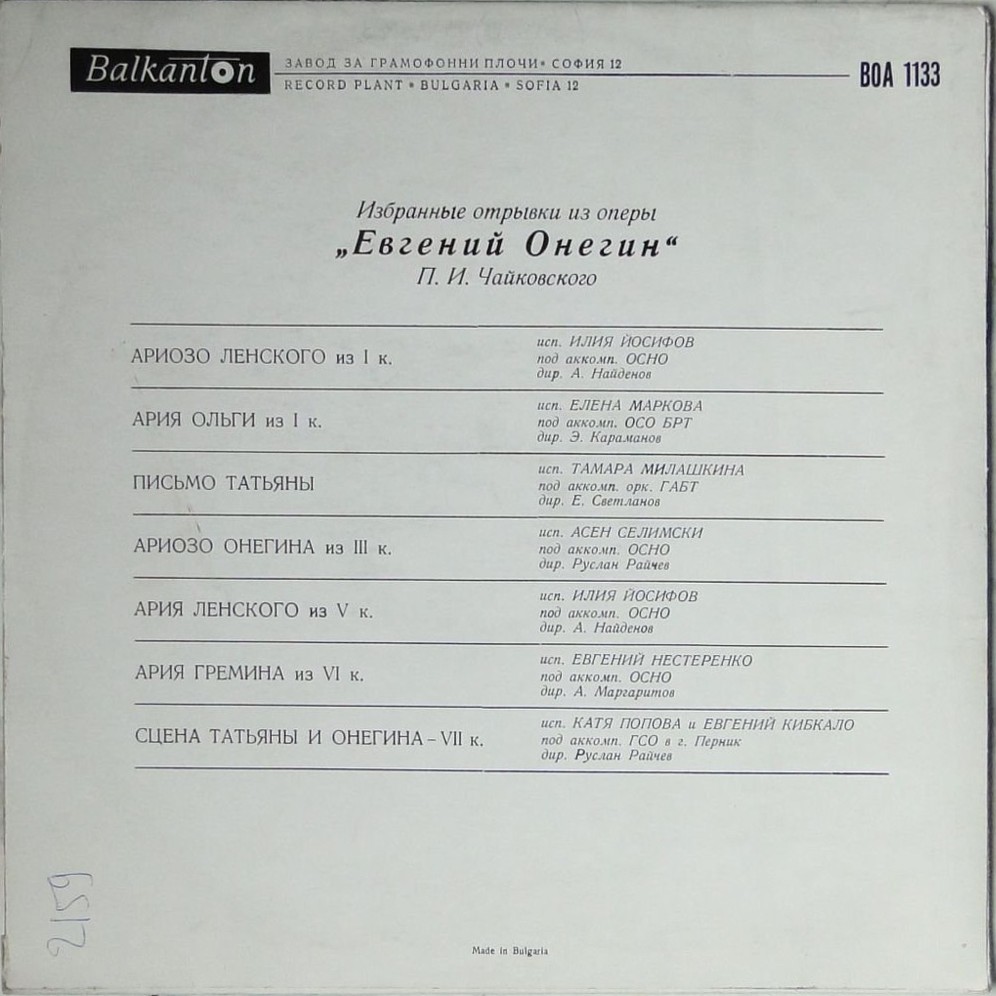 Balkanton
ЗАВОД ЗА ГРАМОФОННИ ПЛОЧИ • СОФИЯ 12
RECORD PLANT • BULGARIA • SOFIA 12
ВОА 1133
Избранные отрывки из оперы
„Евгений Онегин“
П. И. Чайковского
АРИОЗО ЛЕНСКОГО из I к.
исп. ИЛИЯ ЙОСИФОВ
под аккомп. ОСНО
дир. А. Найденов
АРИЯ ОЛЬГИ из I к.
исп. ЕЛЕНА МАРКОВА
под аккомп. ОСО БРТ
дир. Э. Караманов
ПИСЬМО ТАТЬЯНЫ
исп. ТАМАРА МИЛАШКИНА
под аккомп. орк. ГАБТ
дир. Е. Светланов
АРИОЗО ОНЕГИНА из III к.
исп. АСЕН СЕЛИМСКИ
под аккомп. ОСНО
дир. Руслан Райчев
АРИЯ ЛЕНСКОГО из V к.
исп. ИЛИЯ ЙОСИФОВ
под аккомп. ОСНО
дир. А. Найденов
АРИЯ ГРЕМИНА из VI к.
исп. ЕВГЕНИЙ НЕСТЕРЕНКО
под аккомп. ОСНО
дир. А. Маргаритов
СЦЕНА ТАТЬЯНЫ И ОНЕГИНА – VII к.
исп. КАТЯ ПОПОВА и ЕВГЕНИЙ КИБКАЛО
под аккомп. ГСО в г. Перник
дир. Руслан Райчев
2159
Made in Bulgaria